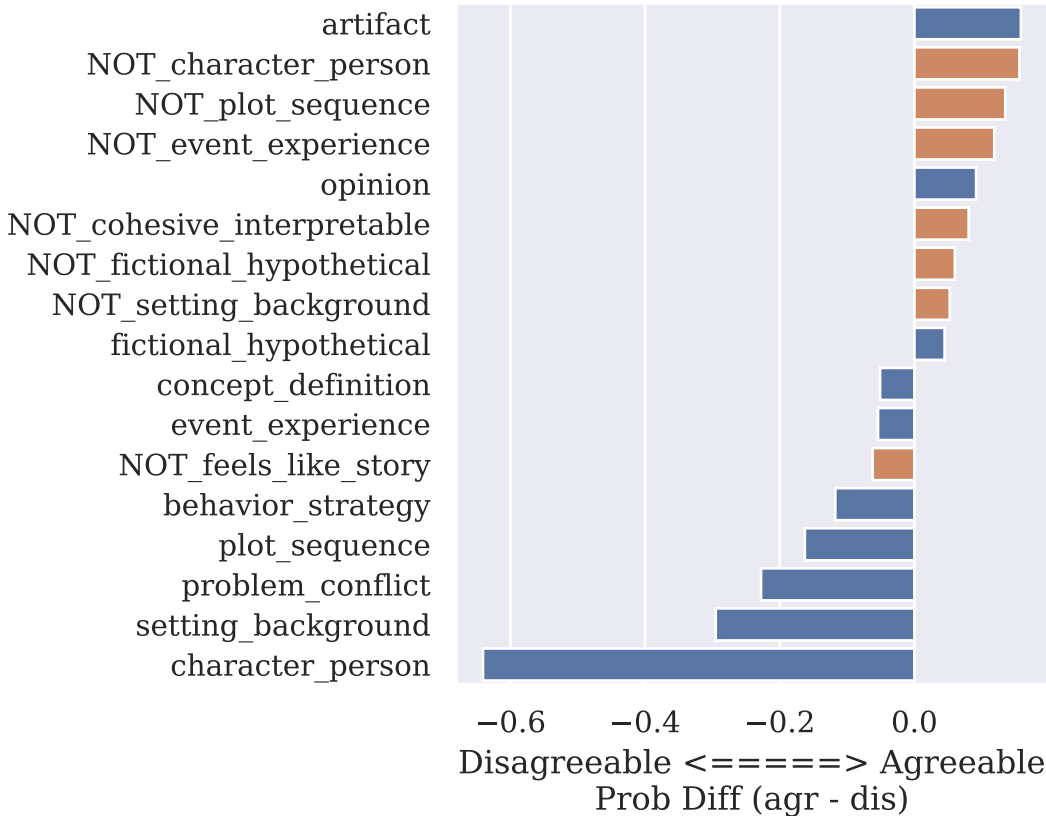 artifact
NOT_character_person
NOT_plot_sequence
NOT_event_experience
opinion
NOT_cohesive_interpretable
NOT_fictional_hypothetical
NOT_setting_background
fictional_hypothetical
concept_definition
event_experience
NOT_feels_like_story
behavior_strategy
plot_sequence
problem_conflict
setting_background
character_person
−0.6 −0.4 −0.2 0.0
Disagreeable <=====> Agreeable
Prob Diff (agr - dis)